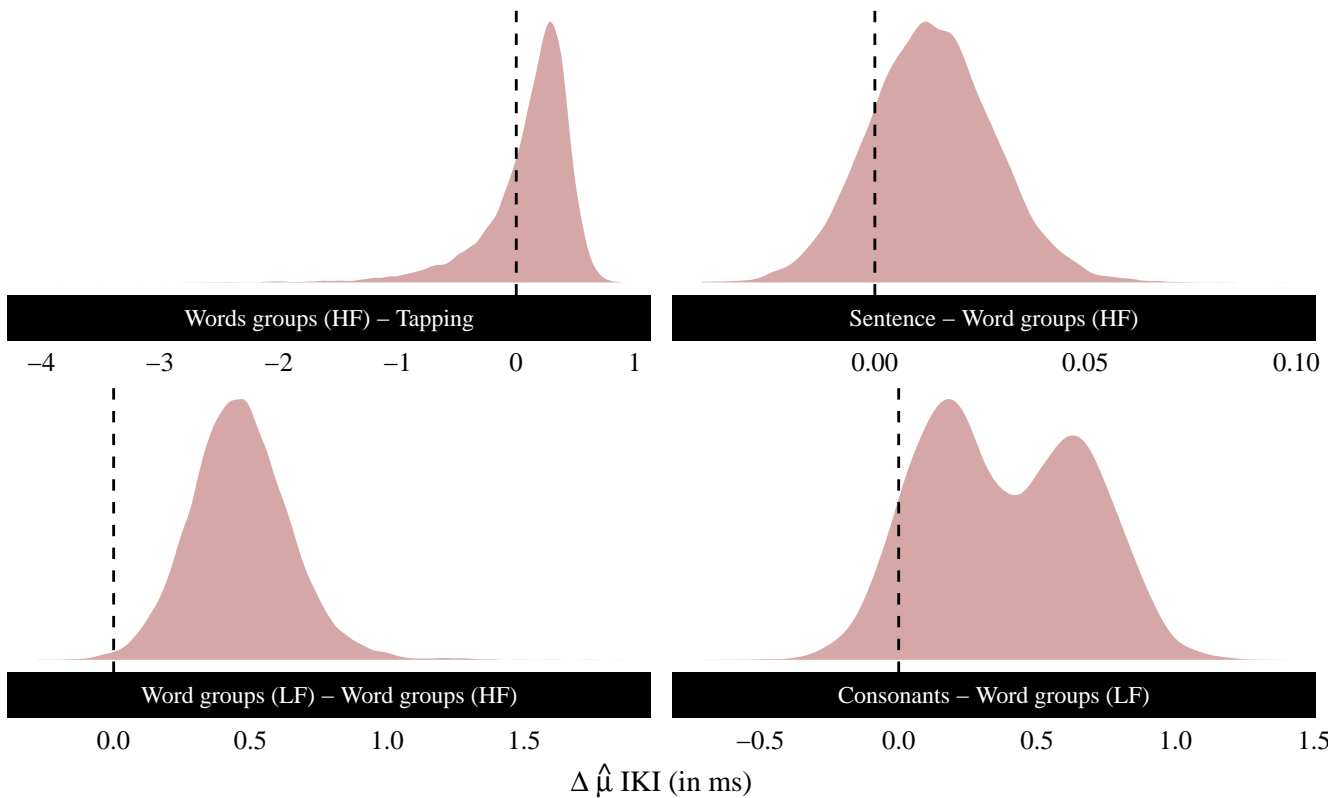 Words groups (HF) – Tapping
Sentence – Word groups (HF)
−4 −3 −2 −1 0 1
0.00 0.05 0.10
Word groups (LF) – Word groups (HF)
Consonants – Word groups (LF)
0.0 0.5 1.0 1.5
−0.5 0.0 0.5 1.0 1.5
Δ μ̂ IKI (in ms)